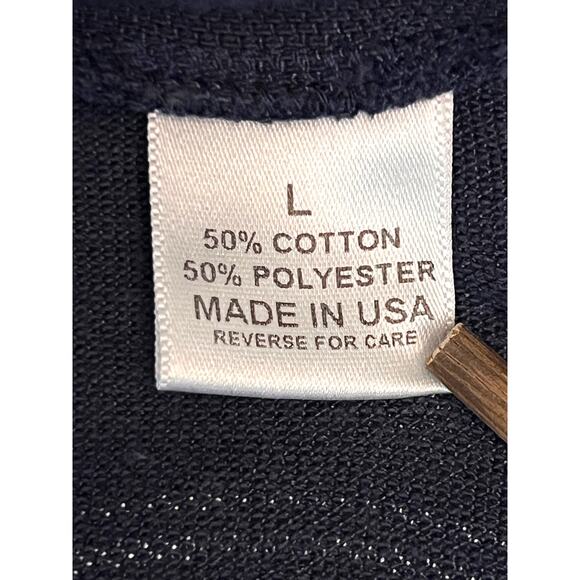 L
50% COTTON
50% POLYESTER
MADE IN USA
REVERSE FOR CARE